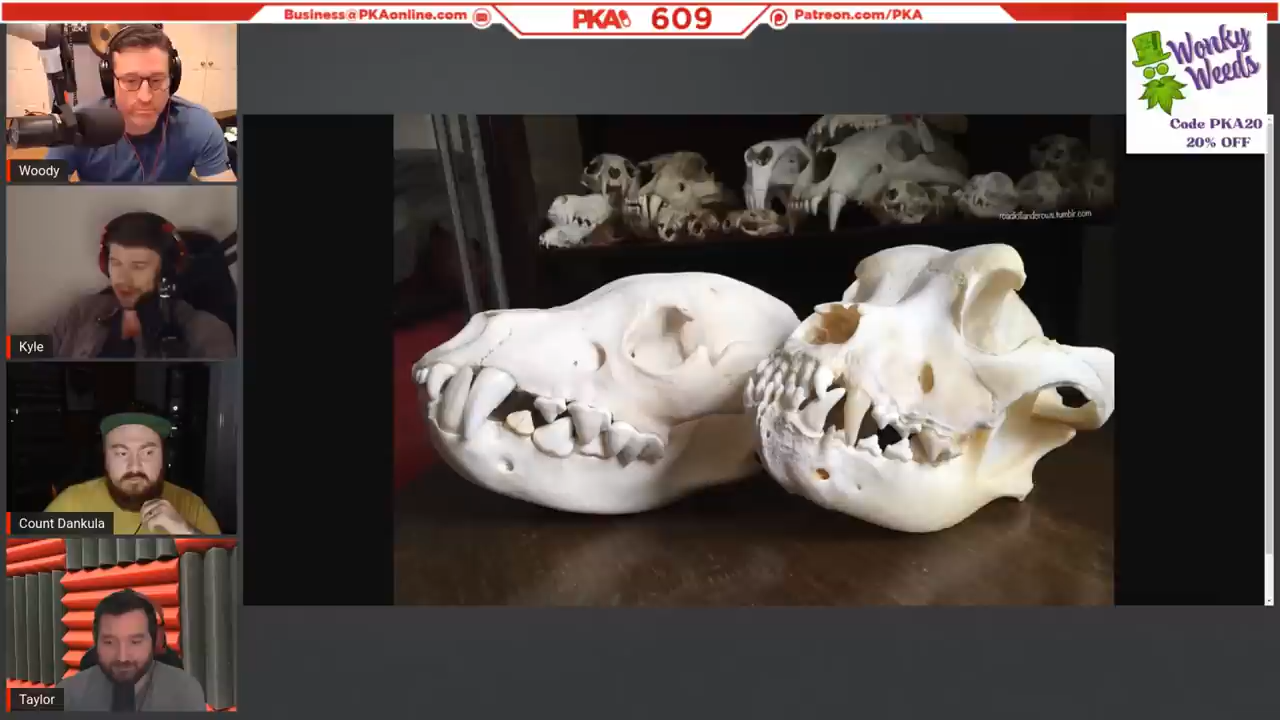 Business@PKAonline.com
PKA 609
Patreon.com/PKA
Wonky
Weeds
Code PKA20
20% OFF
Woody
Kyle
Count Dankula
Taylor
roadkillanderows.tumblr.com